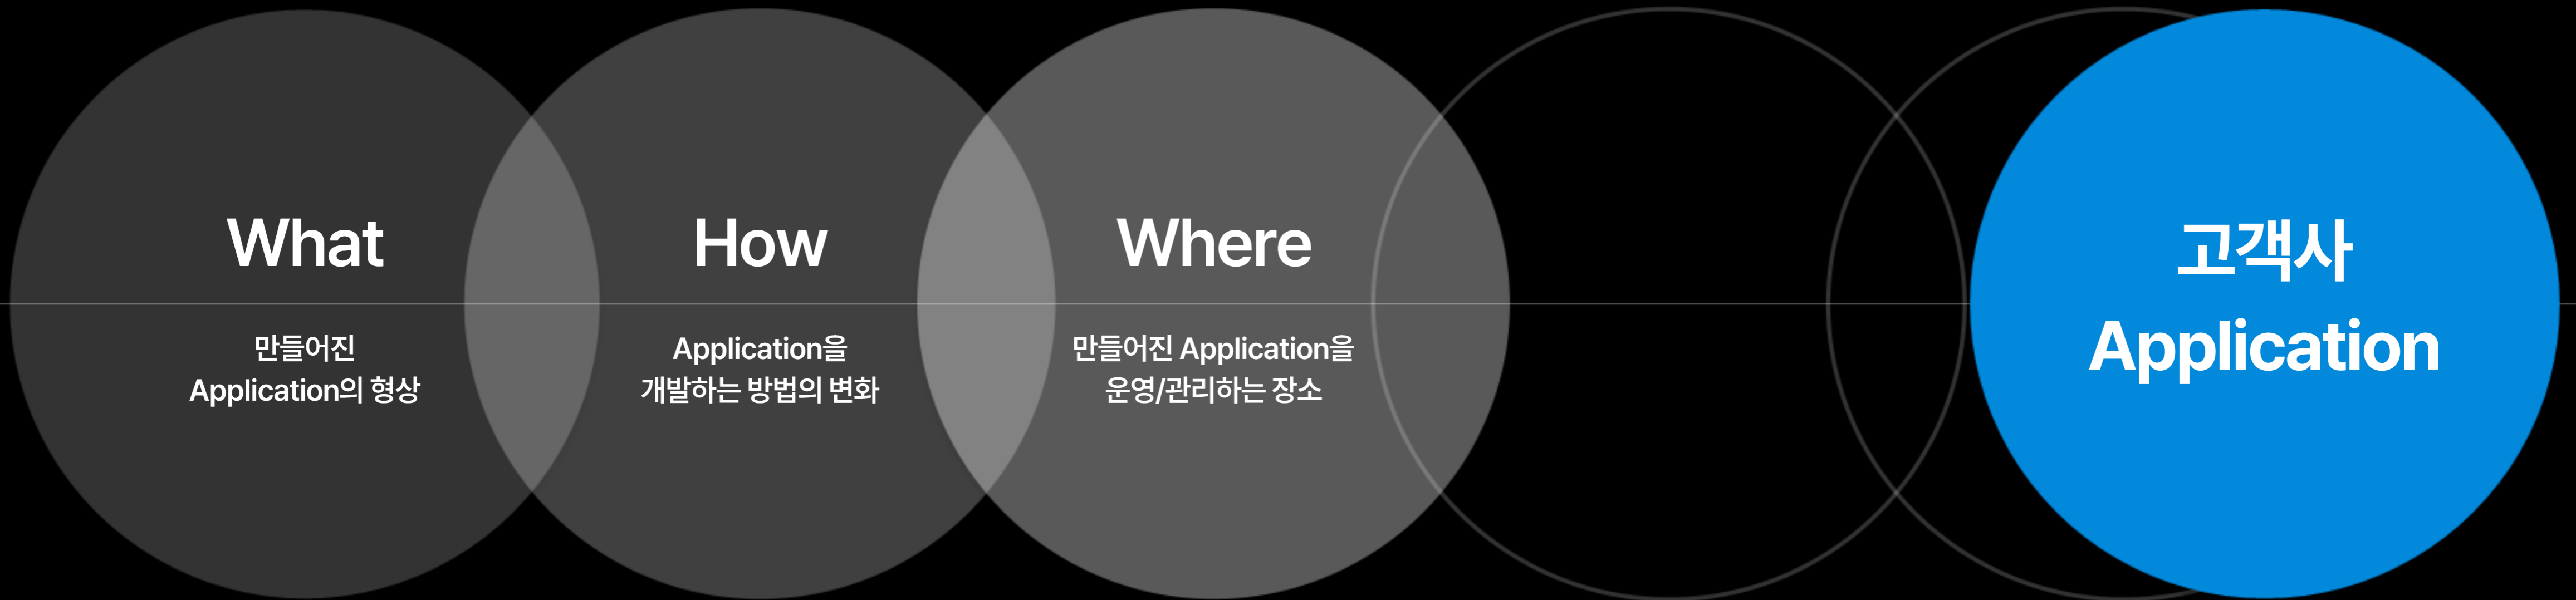 What
만들어진
Application의 형상
How
Application을
개발하는 방법의 변화
Where
만들어진 Application을
운영/관리하는 장소
고객사
Application